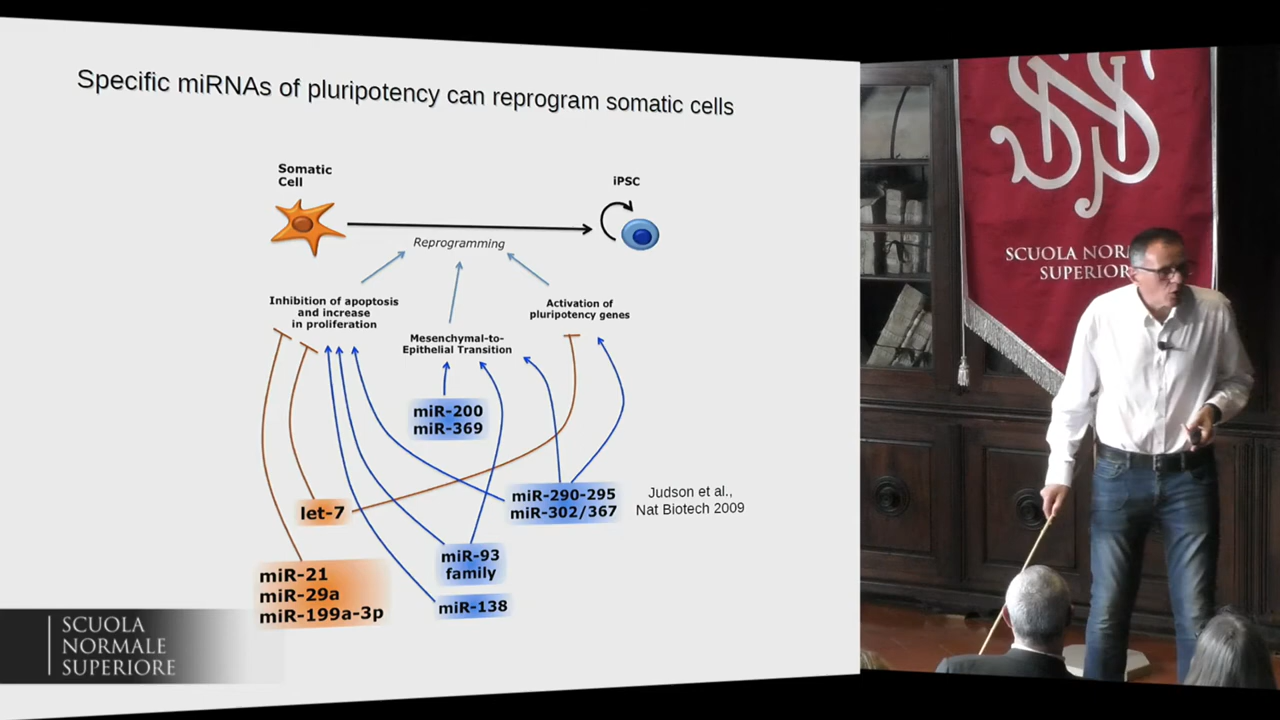 Specific miRNAs of pluripotency can reprogram somatic cells
Somatic
Cell
iPSC
Reprogramming
Inhibition of apoptosis
and increase
in proliferation
Activation of
pluripotency genes
Mesenchymal-to-
Epithelial Transition
miR-200
miR-369
miR-290-295
miR-302/367
Judson et al.,
Nat Biotech 2009
let-7
miR-93
family
miR-21
miR-29a
miR-199a-3p
miR-138
SCUOLA
NORMALE
SUPERIORE
SNS
SCUOLA NOR
SUPERIOR